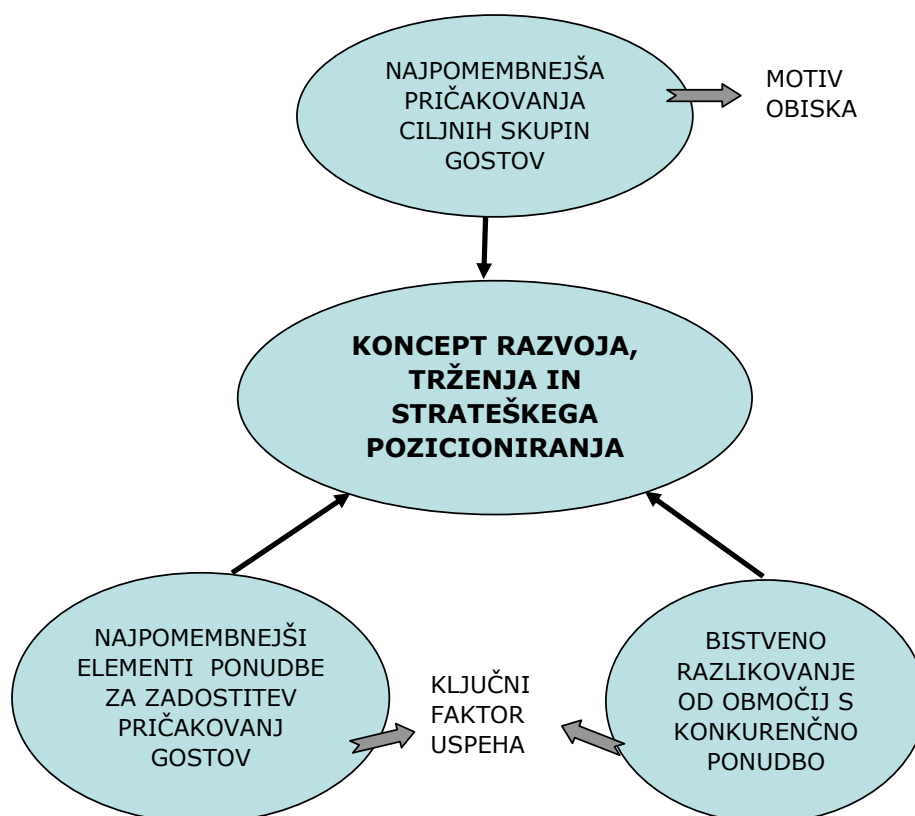 NAJPOMEMBNEJŠA
PRIČAKOVANJA
CILJNIH SKUPIN
GOSTOV
MOTIV
OBISKA
KONCEPT RAZVOJA,
TRŽENJA IN
STRATEŠKEGA
POZICIONIRANJA
NAJPOMEMBNEJŠI
ELEMENTI PONUDBE
ZA ZADOSTITEV
PRIČAKOVANJ
GOSTOV
KLJUČNI
FAKTOR
USPEHA
BISTVENO
RAZLIKOVANJE
OD OBMOČIJ S
KONKURENČNO
PONUDBO